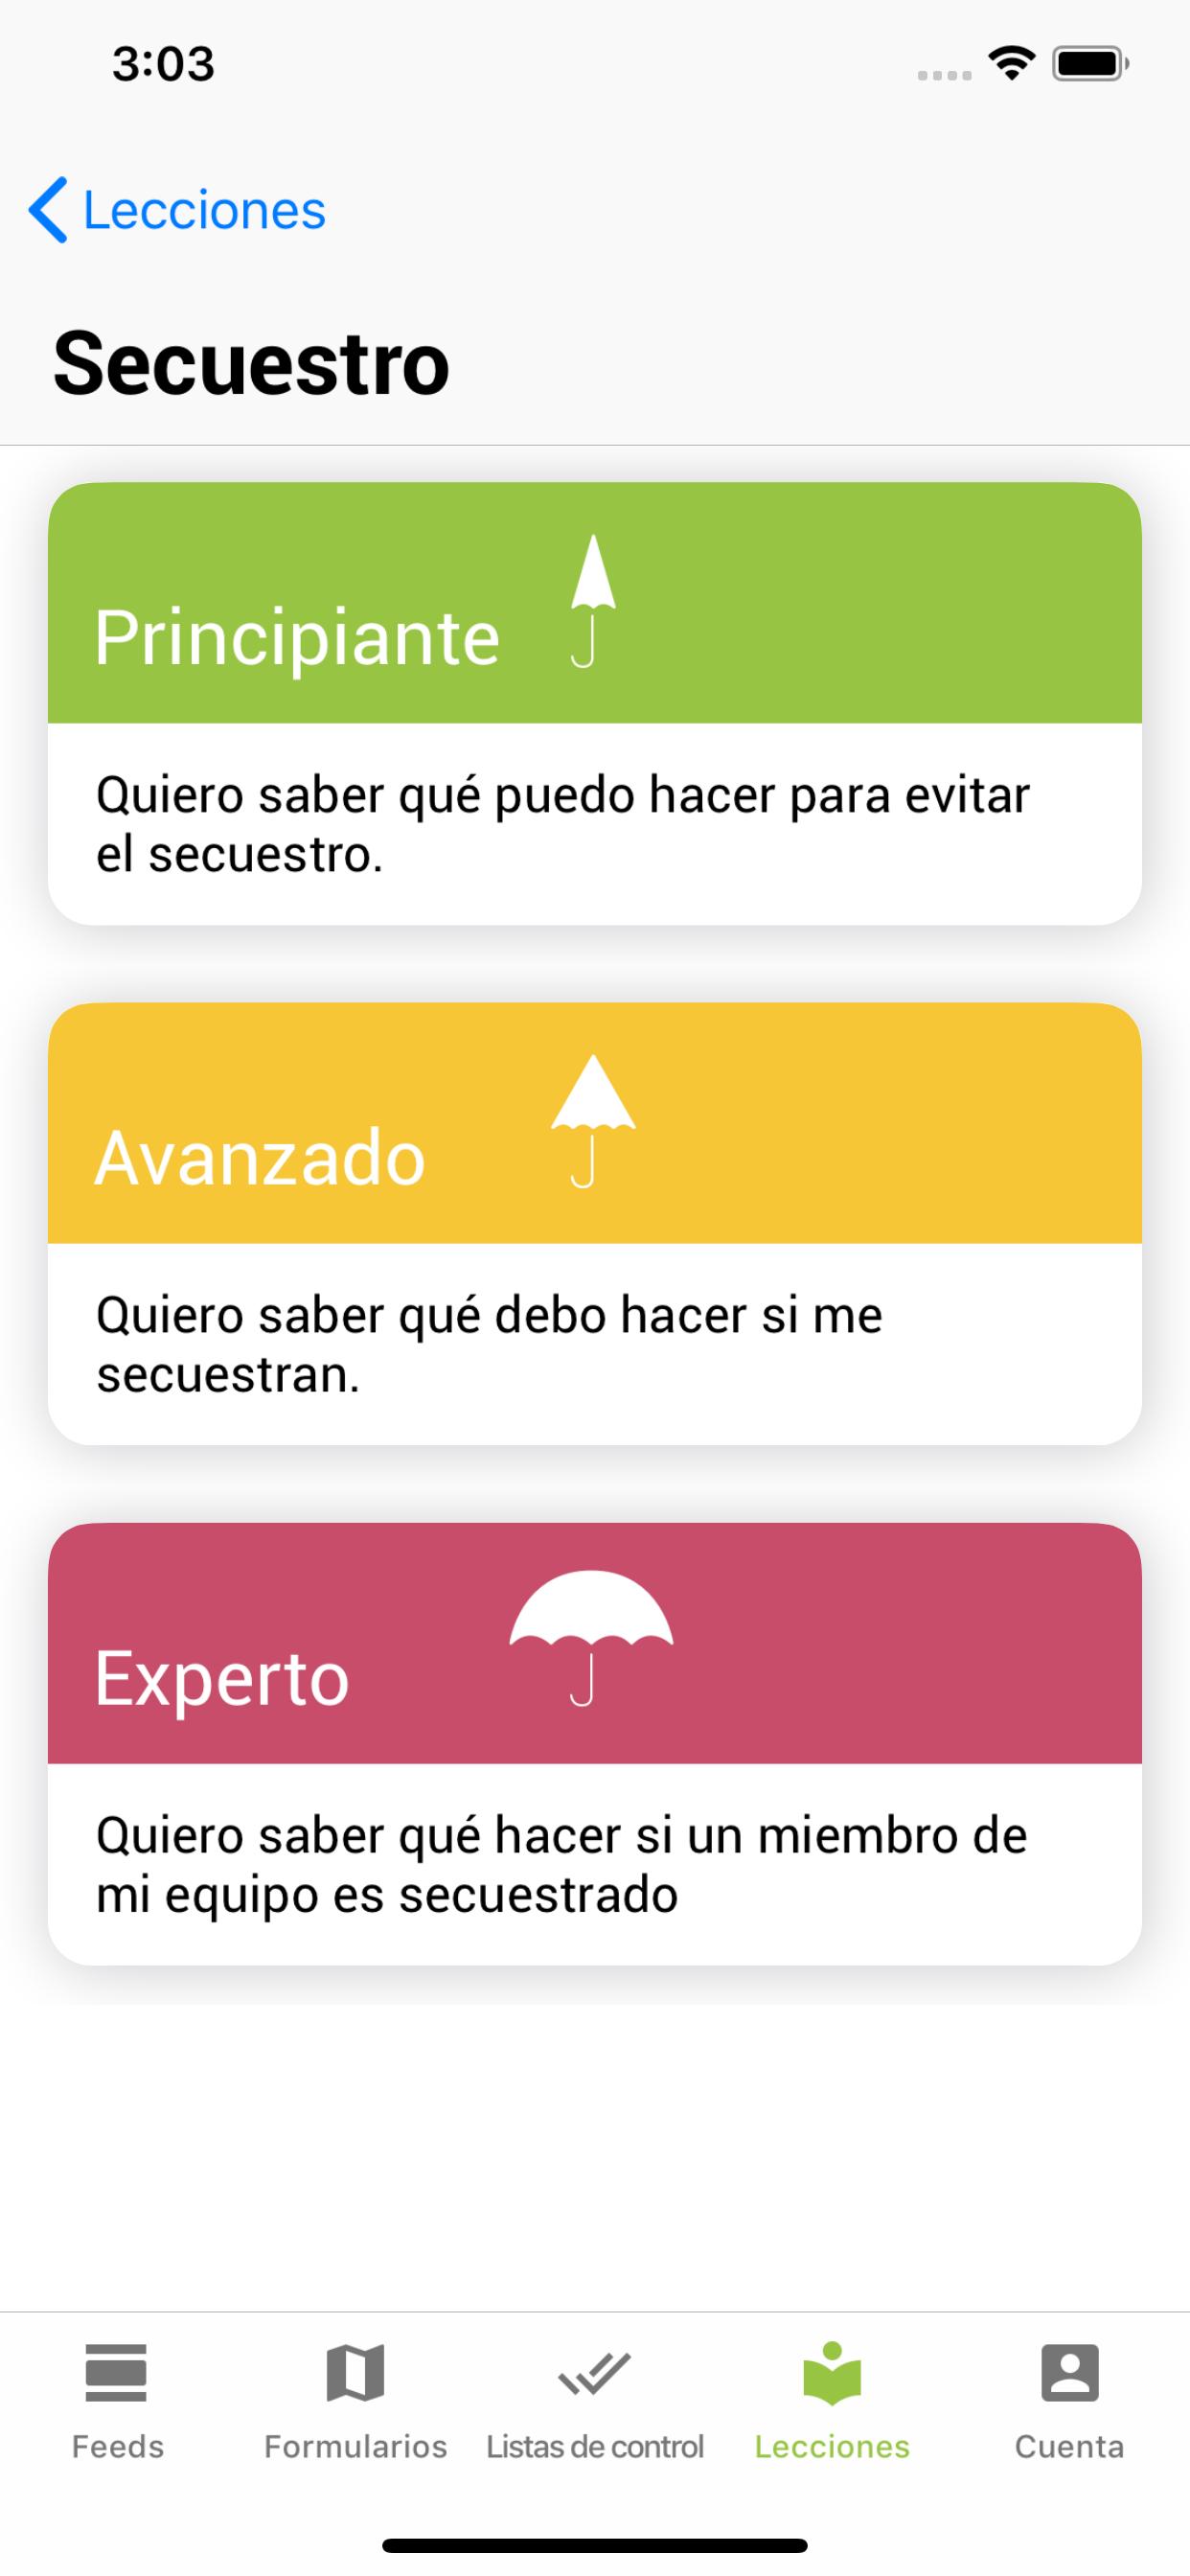 3:03
Lecciones
Secuestro
Principiante
Quiero saber qué puedo hacer para evitar
el secuestro.
Avanzado
Quiero saber qué debo hacer si me
secuestran.
Experto
Quiero saber qué hacer si un miembro de
mi equipo es secuestrado
Feeds
Formularios
Listas de control
Lecciones
Cuenta